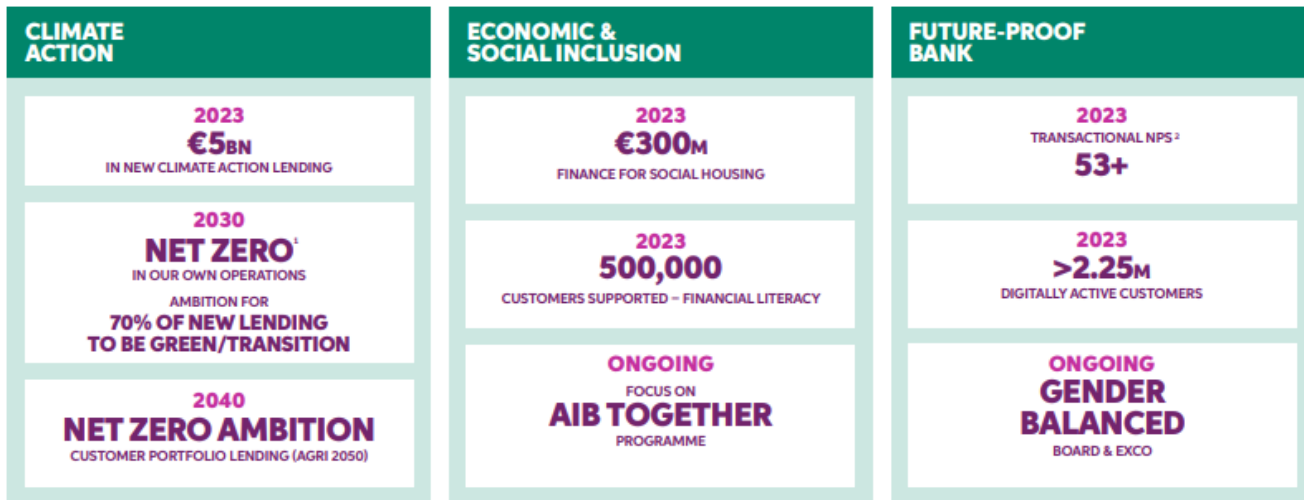 CLIMATE
ACTION
2023
€5BN
IN NEW CLIMATE ACTION LENDING
2030
NET ZERO¹
IN OUR OWN OPERATIONS
AMBITION FOR
70% OF NEW LENDING
TO BE GREEN/TRANSITION
2040
NET ZERO AMBITION
CUSTOMER PORTFOLIO LENDING (AGRI 2050)
ECONOMIC &
SOCIAL INCLUSION
2023
€300M
FINANCE FOR SOCIAL HOUSING
2023
500,000
CUSTOMERS SUPPORTED – FINANCIAL LITERACY
ONGOING
FOCUS ON
AIB TOGETHER
PROGRAMME
FUTURE-PROOF
BANK
2023
TRANSACTIONAL NPS²
53+
2023
>2.25M
DIGITALLY ACTIVE CUSTOMERS
ONGOING
GENDER
BALANCED
BOARD & EXCO